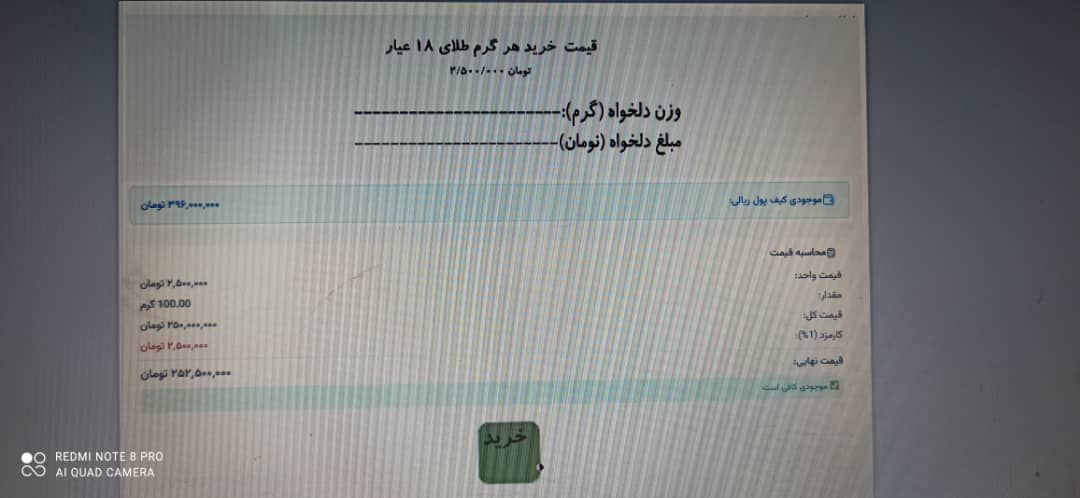 قیمت خرید هر گرم طلای ۱۸ عیار
۲/۵۰۰/۰۰۰ تومان
وزن دلخواه (گرم):-----------------------
مبلغ دلخواه (تومان)-----------------------
موجودی کیف پول ریالی: ۳۹۶,۰۰۰,۰۰۰ تومان
محاسبه قیمت
قیمت واحد: ۲,۵۰۰,۰۰۰ تومان
مقدار: 100.00 گرم
قیمت کل: ۲۵۰,۰۰۰,۰۰۰ تومان
کارمزد (1%): ۲,۵۰۰,۰۰۰ تومان
قیمت نهایی: ۲۵۲,۵۰۰,۰۰۰ تومان
موجودی کافی است
خرید
REDMI NOTE 8 PRO
AI QUAD CAMERA